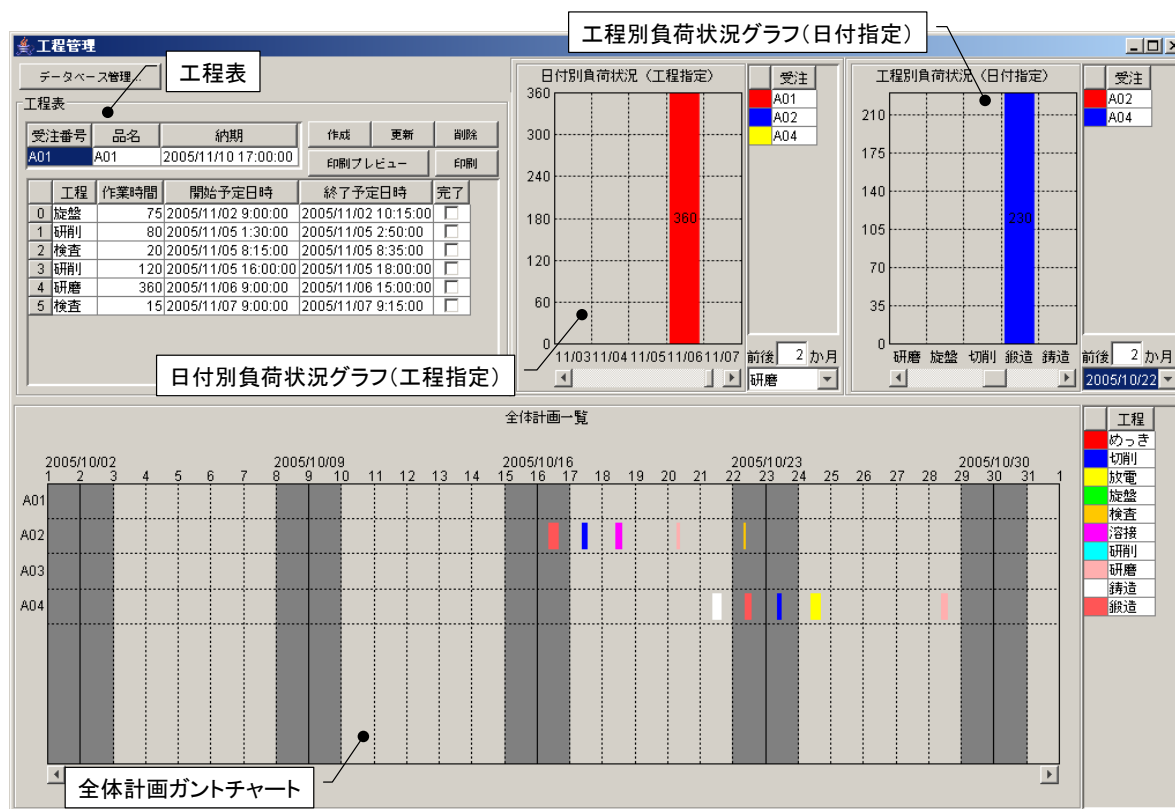 工程別負荷状況グラフ(日付指定)
工程管理
データベース管理...
工程表
工程表
受注番号 品名 納期
A01 A01 2005/11/10 17:00:00
作成 更新 削除
印刷プレビュー 印刷
工程 作業時間 開始予定日時 終了予定日時 完了
0 旋盤 75 2005/11/02 9:00:00 2005/11/02 10:15:00
1 研削 80 2005/11/05 1:30:00 2005/11/05 2:50:00
2 検査 20 2005/11/05 8:15:00 2005/11/05 8:35:00
3 研削 120 2005/11/05 16:00:00 2005/11/05 18:00:00
4 研磨 360 2005/11/06 9:00:00 2005/11/06 15:00:00
5 検査 15 2005/11/07 9:00:00 2005/11/07 9:15:00
日付別負荷状況グラフ(工程指定)
日付別負荷状況(工程指定)
360
300
240
180
120
60
0
360
11/03 11/04 11/05 11/06 11/07
受注
A01
A02
A04
前後 2 か月
研磨
工程別負荷状況(日付指定)
210
175
140
105
70
35
0
230
研磨 旋盤 切削 鍛造 鋳造
受注
A02
A04
前後 2 か月
2005/10/22
全体計画一覧
2005/10/02 2005/10/09 2005/10/16 2005/10/23 2005/10/30
1 2 3 4 5 6 7 8 9 10 11 12 13 14 15 16 17 18 19 20 21 22 23 24 25 26 27 28 29 30 31 1
A01
A02
A03
A04
全体計画ガントチャート
工程
めっき
切削
放電
旋盤
検査
溶接
研削
研磨
鋳造
鍛造